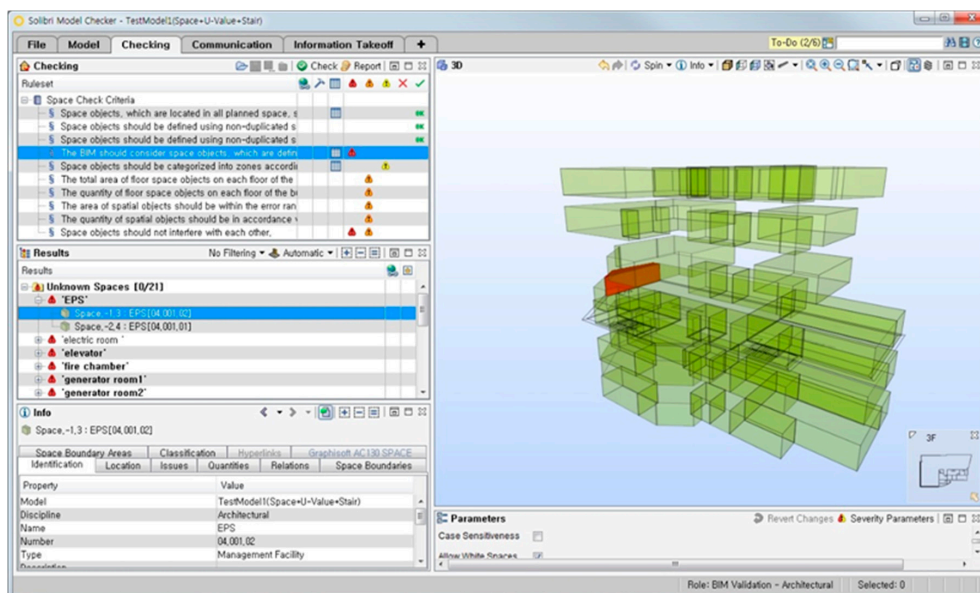 Solibri Model Checker - TestModel1(Space+U-Value+Stair)
File Model Checking Communication Information Takeoff +
To-Do (2/6)
Checking
Check Report
Ruleset
Space Check Criteria
§ Space objects, which are located in all planned space, s
§ Space objects should be defined using non-duplicated s
§ Space objects should be defined using non-duplicated s
§ The BIM should consider space objects, which are defin
§ Space objects should be categorized into zones accordi
§ The total area of floor space objects on each floor of the
§ The quantity of floor space objects on each floor of the bu
§ The area of spatial objects should be within the error ran
§ The quantity of spatial objects should be in accordance v
§ Space objects should not interfere with each other,
Results
No Filtering Automatic
Results
Unknown Spaces [0/21]
'EPS'
Space,-1,3 : EPS[04,001,02]
Space,-2,4 : EPS[04,001,01]
'electric room '
'elevator'
'fire chamber'
'generator room1'
'generator room2'
Info
Space,-1,3 : EPS[04,001,02]
Space Boundary Areas Classification Hyperlinks Graphisoft AC130 SPACE
Identification Location Issues Quantities Relations Space Boundaries
Property Value
Model TestModel1(Space+U-Value+Stair)
Discipline Architectural
Name EPS
Number 04,001,02
Type Management Facility
Description
3D
Spin Info
3F
Parameters
Revert Changes Severity Parameters
Case Sensitiveness
Allow White Spaces
Role: BIM Validation - Architectural Selected: 0